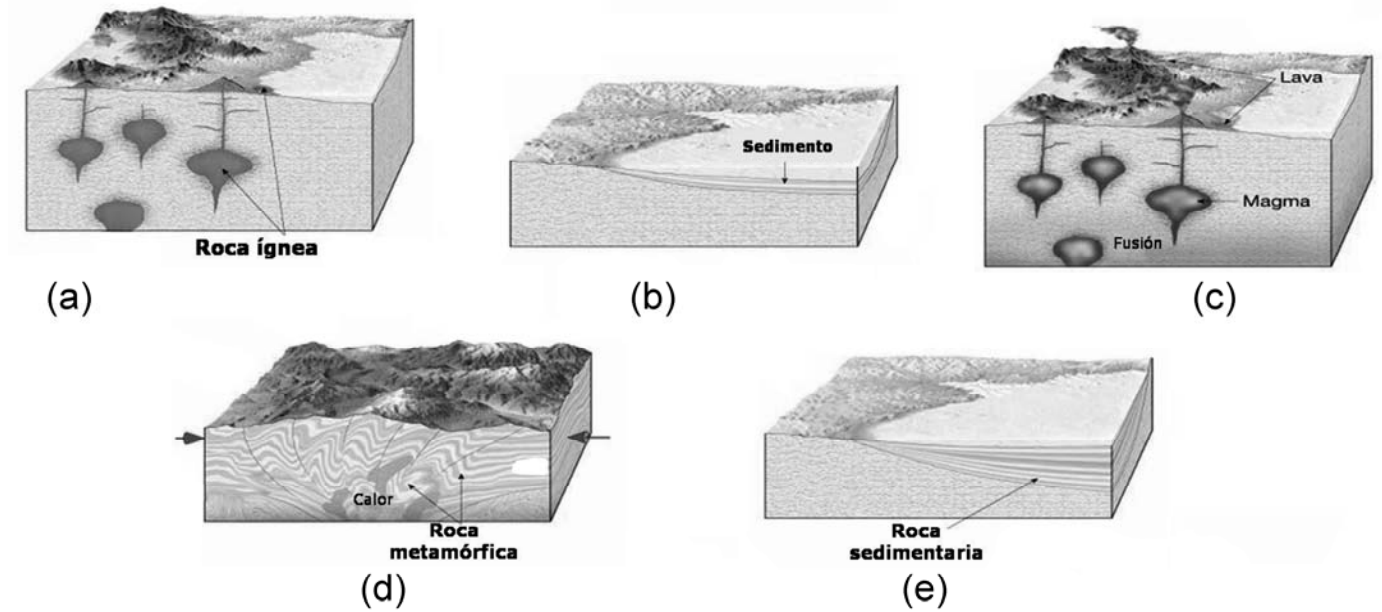 Roca ígnea
(a)
Sedimento
(b)
Lava
Magma
Fusión
(c)
Calor
Roca
metamórfica
(d)
Roca
sedimentaria
(e)